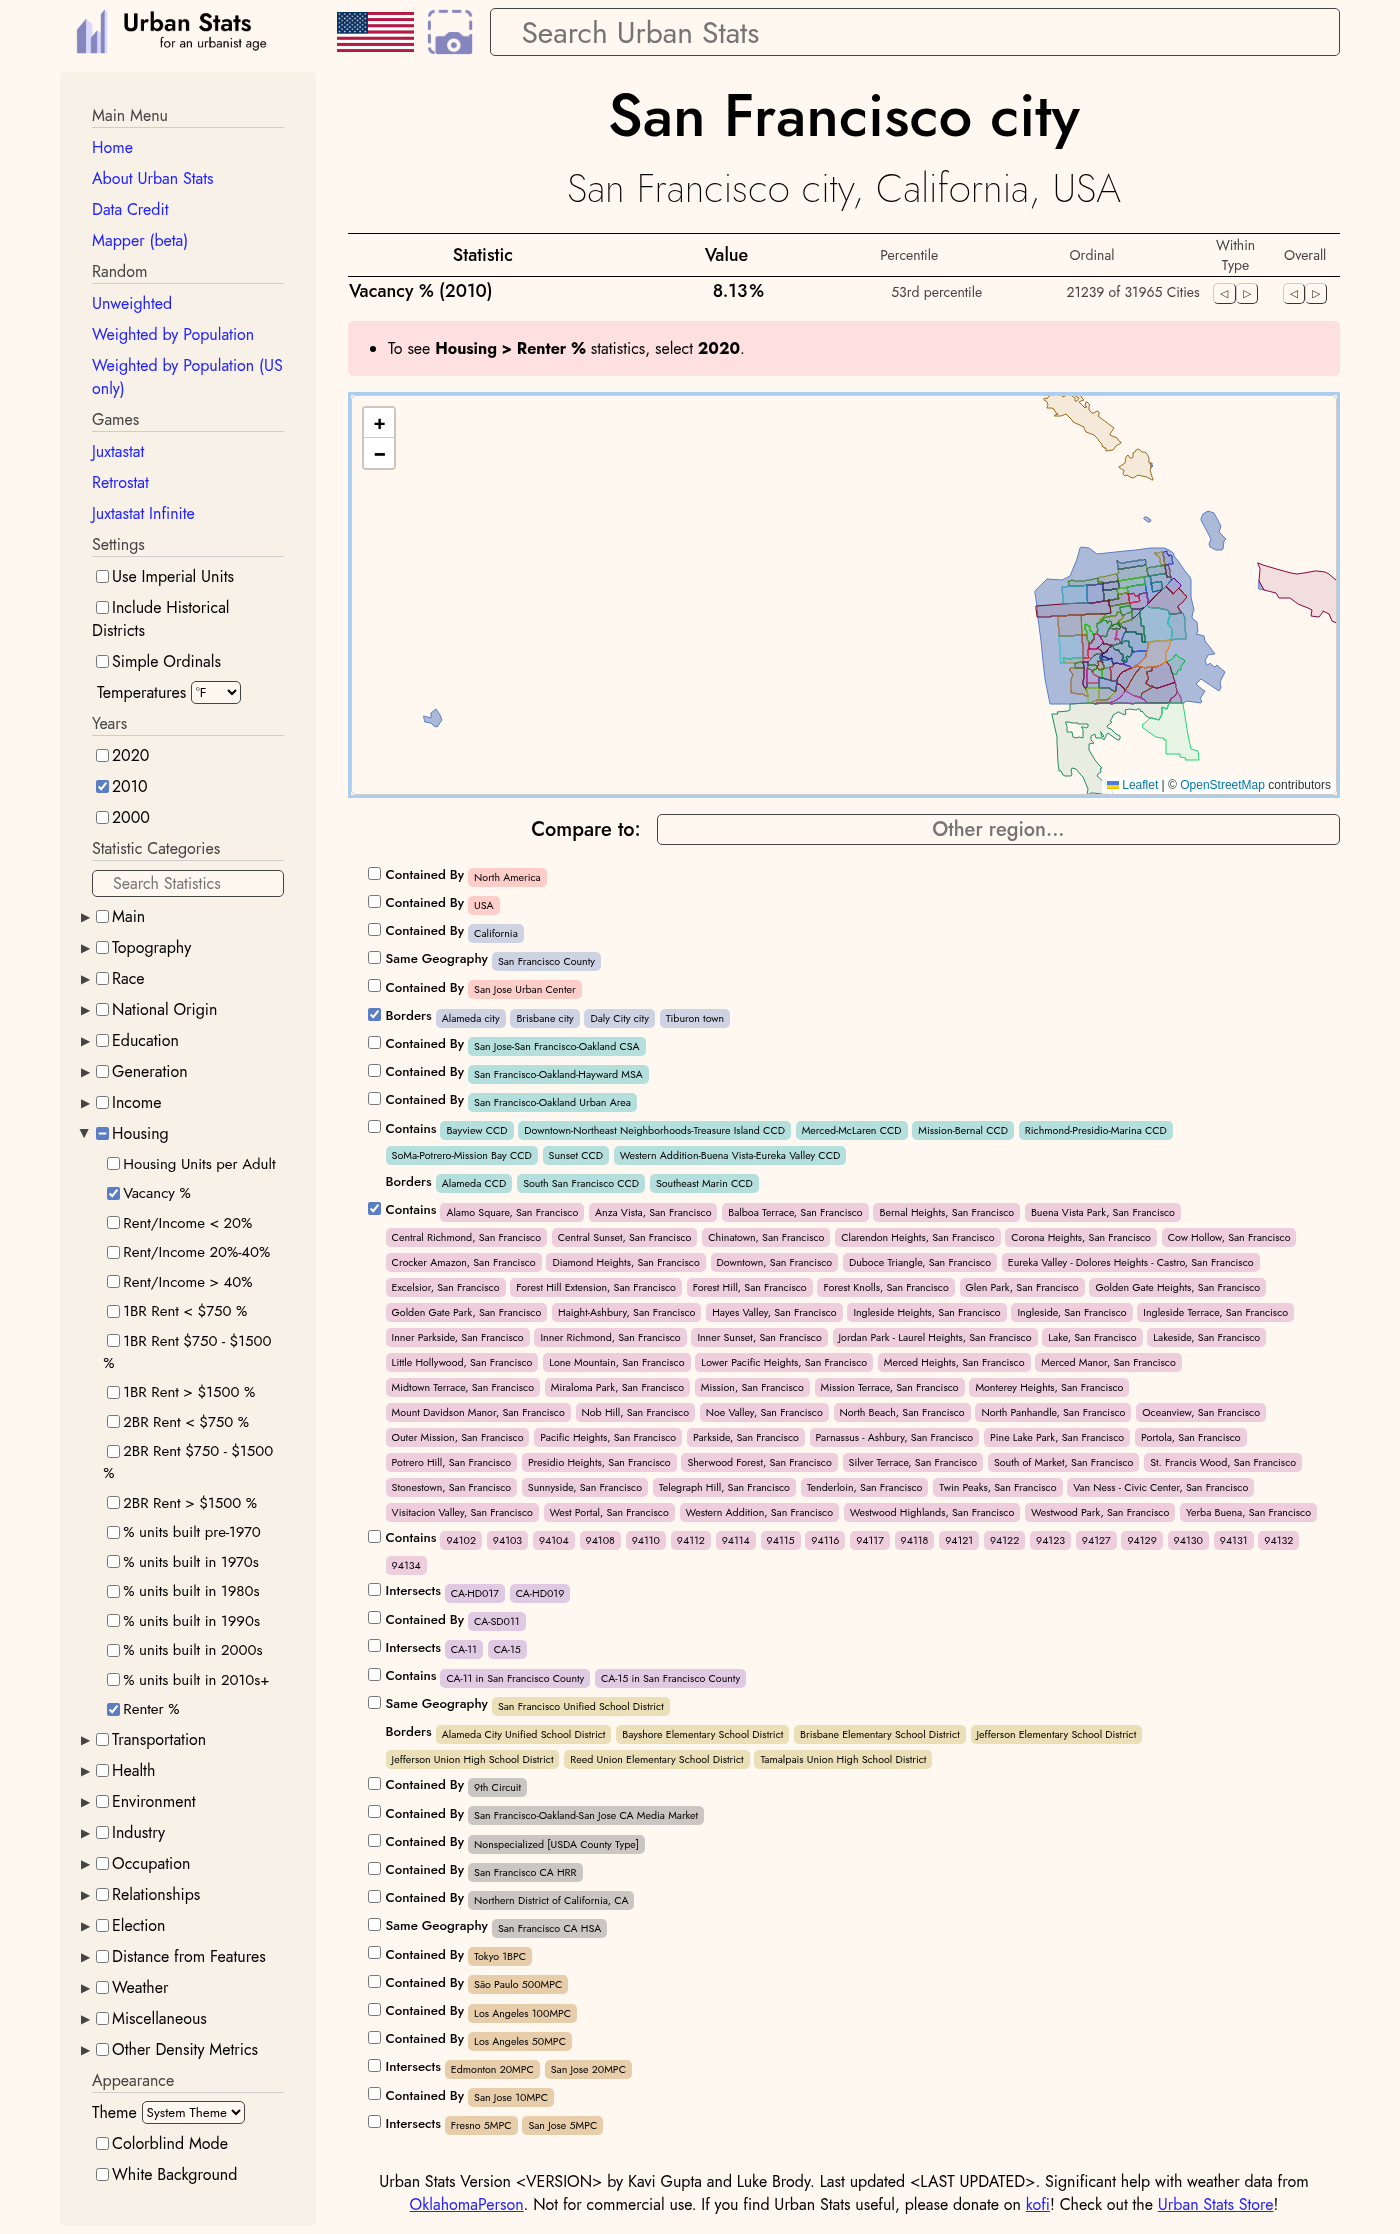 Urban Stats
for an urbanist age
Search Urban Stats
Main Menu
Home
About Urban Stats
Data Credit
Mapper (beta)
Random
Unweighted
Weighted by Population
Weighted by Population (US
only)
Games
Juxtastat
Retrostat
Juxtastat Infinite
Settings
Use Imperial Units
Include Historical
Districts
Simple Ordinals
Temperatures °F
Years
2020
2010
2000
Statistic Categories
Search Statistics
Main
Topography
Race
National Origin
Education
Generation
Income
Housing
Housing Units per Adult
Vacancy %
Rent/Income < 20%
Rent/Income 20%-40%
Rent/Income > 40%
1BR Rent < $750 %
1BR Rent $750 - $1500
%
1BR Rent > $1500 %
2BR Rent < $750 %
2BR Rent $750 - $1500
%
2BR Rent > $1500 %
% units built pre-1970
% units built in 1970s
% units built in 1980s
% units built in 1990s
% units built in 2000s
% units built in 2010s+
Renter %
Transportation
Health
Environment
Industry
Occupation
Relationships
Election
Distance from Features
Weather
Miscellaneous
Other Density Metrics
Appearance
Theme System Theme
Colorblind Mode
White Background
San Francisco city
San Francisco city, California, USA
Statistic Value Percentile Ordinal Within Type Overall
Vacancy % (2010) 8.13% 53rd percentile 21239 of 31965 Cities
To see Housing > Renter % statistics, select 2020.
+
−
Leaflet | © OpenStreetMap contributors
Compare to: Other region...
Contained By North America
Contained By USA
Contained By California
Same Geography San Francisco County
Contained By San Jose Urban Center
Borders Alameda city Brisbane city Daly City city Tiburon town
Contained By San Jose-San Francisco-Oakland CSA
Contained By San Francisco-Oakland-Hayward MSA
Contained By San Francisco-Oakland Urban Area
Contains Bayview CCD Downtown-Northeast Neighborhoods-Treasure Island CCD Merced-McLaren CCD Mission-Bernal CCD Richmond-Presidio-Marina CCD
SoMa-Potrero-Mission Bay CCD Sunset CCD Western Addition-Buena Vista-Eureka Valley CCD
Borders Alameda CCD South San Francisco CCD Southeast Marin CCD
Contains Alamo Square, San Francisco Anza Vista, San Francisco Balboa Terrace, San Francisco Bernal Heights, San Francisco Buena Vista Park, San Francisco
Central Richmond, San Francisco Central Sunset, San Francisco Chinatown, San Francisco Clarendon Heights, San Francisco Corona Heights, San Francisco Cow Hollow, San Francisco
Crocker Amazon, San Francisco Diamond Heights, San Francisco Downtown, San Francisco Duboce Triangle, San Francisco Eureka Valley - Dolores Heights - Castro, San Francisco
Excelsior, San Francisco Forest Hill Extension, San Francisco Forest Hill, San Francisco Forest Knolls, San Francisco Glen Park, San Francisco Golden Gate Heights, San Francisco
Golden Gate Park, San Francisco Haight-Ashbury, San Francisco Hayes Valley, San Francisco Ingleside Heights, San Francisco Ingleside, San Francisco Ingleside Terrace, San Francisco
Inner Parkside, San Francisco Inner Richmond, San Francisco Inner Sunset, San Francisco Jordan Park - Laurel Heights, San Francisco Lake, San Francisco Lakeside, San Francisco
Little Hollywood, San Francisco Lone Mountain, San Francisco Lower Pacific Heights, San Francisco Merced Heights, San Francisco Merced Manor, San Francisco
Midtown Terrace, San Francisco Miraloma Park, San Francisco Mission, San Francisco Mission Terrace, San Francisco Monterey Heights, San Francisco
Mount Davidson Manor, San Francisco Nob Hill, San Francisco Noe Valley, San Francisco North Beach, San Francisco North Panhandle, San Francisco Oceanview, San Francisco
Outer Mission, San Francisco Pacific Heights, San Francisco Parkside, San Francisco Parnassus - Ashbury, San Francisco Pine Lake Park, San Francisco Portola, San Francisco
Potrero Hill, San Francisco Presidio Heights, San Francisco Sherwood Forest, San Francisco Silver Terrace, San Francisco South of Market, San Francisco St. Francis Wood, San Francisco
Stonestown, San Francisco Sunnyside, San Francisco Telegraph Hill, San Francisco Tenderloin, San Francisco Twin Peaks, San Francisco Van Ness - Civic Center, San Francisco
Visitacion Valley, San Francisco West Portal, San Francisco Western Addition, San Francisco Westwood Highlands, San Francisco Westwood Park, San Francisco Yerba Buena, San Francisco
Contains 94102 94103 94104 94108 94110 94112 94114 94115 94116 94117 94118 94121 94122 94123 94127 94129 94130 94131 94132
94134
Intersects CA-HD017 CA-HD019
Contained By CA-SD011
Intersects CA-11 CA-15
Contains CA-11 in San Francisco County CA-15 in San Francisco County
Same Geography San Francisco Unified School District
Borders Alameda City Unified School District Bayshore Elementary School District Brisbane Elementary School District Jefferson Elementary School District
Jefferson Union High School District Reed Union Elementary School District Tamalpais Union High School District
Contained By 9th Circuit
Contained By San Francisco-Oakland-San Jose CA Media Market
Contained By Nonspecialized [USDA County Type]
Contained By San Francisco CA HRR
Contained By Northern District of California, CA
Same Geography San Francisco CA HSA
Contained By Tokyo 1BPC
Contained By São Paulo 500MPC
Contained By Los Angeles 100MPC
Contained By Los Angeles 50MPC
Intersects Edmonton 20MPC San Jose 20MPC
Contained By San Jose 10MPC
Intersects Fresno 5MPC San Jose 5MPC
Urban Stats Version <VERSION> by Kavi Gupta and Luke Brody. Last updated <LAST UPDATED>. Significant help with weather data from
OklahomaPerson. Not for commercial use. If you find Urban Stats useful, please donate on kofi! Check out the Urban Stats Store!